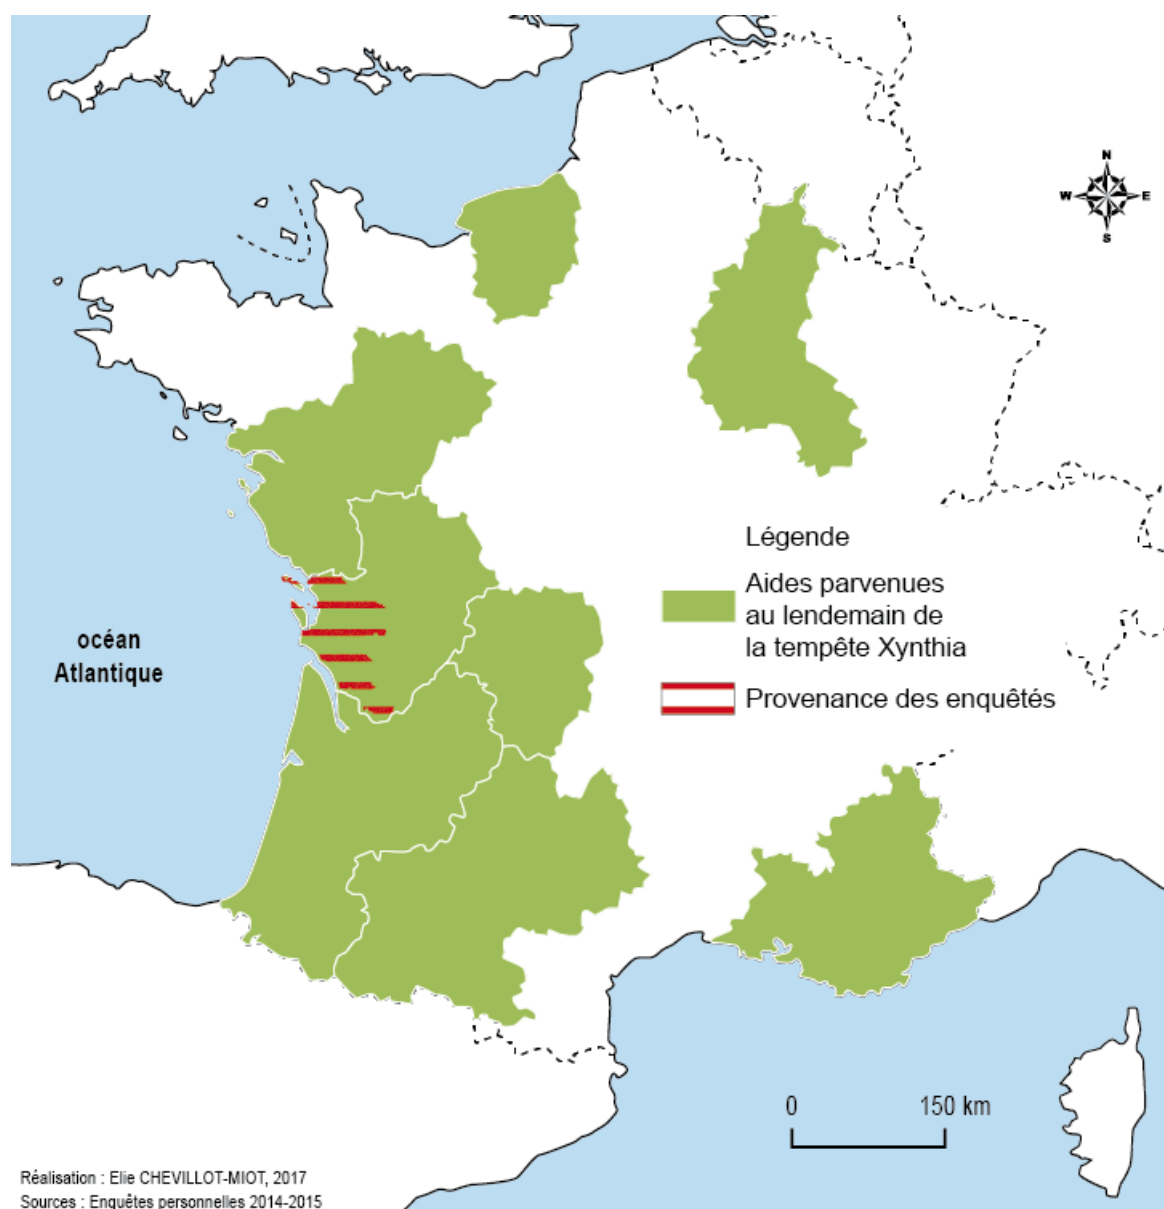 N
W
E
S
Légende
Aides parvenues
au lendemain de
la tempête Xynthia
Provenance des enquêtés
océan
Atlantique
0
150 km
Réalisation : Elie CHEVILLOT-MIOT, 2017
Sources : Enquêtes personnelles 2014-2015